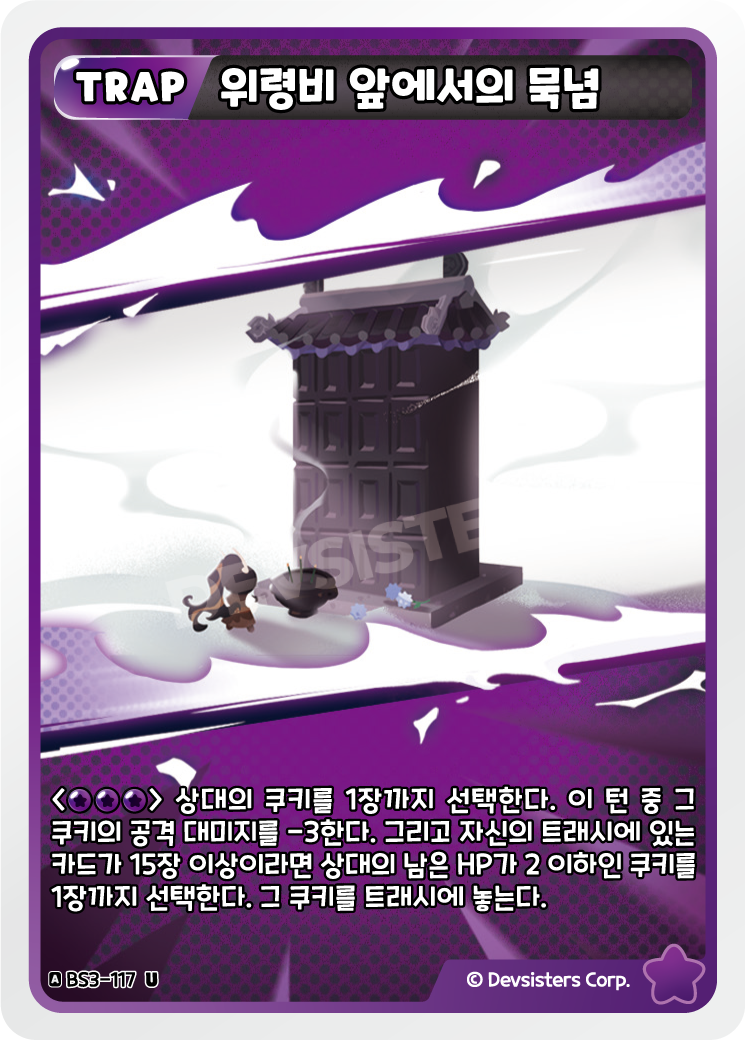 TRAP 위령비 앞에서의 묵념
DEVSISTE
<★★★> 상대의 쿠키를 1장까지 선택한다. 이 턴 중 그
쿠키의 공격 대미지를 -3한다. 그리고 자신의 트래시에 있는
카드가 15장 이상이라면 상대의 남은 HP가 2 이하인 쿠키를
1장까지 선택한다. 그 쿠키를 트래시에 놓는다.
A BS3-117 U
© Devsisters Corp.